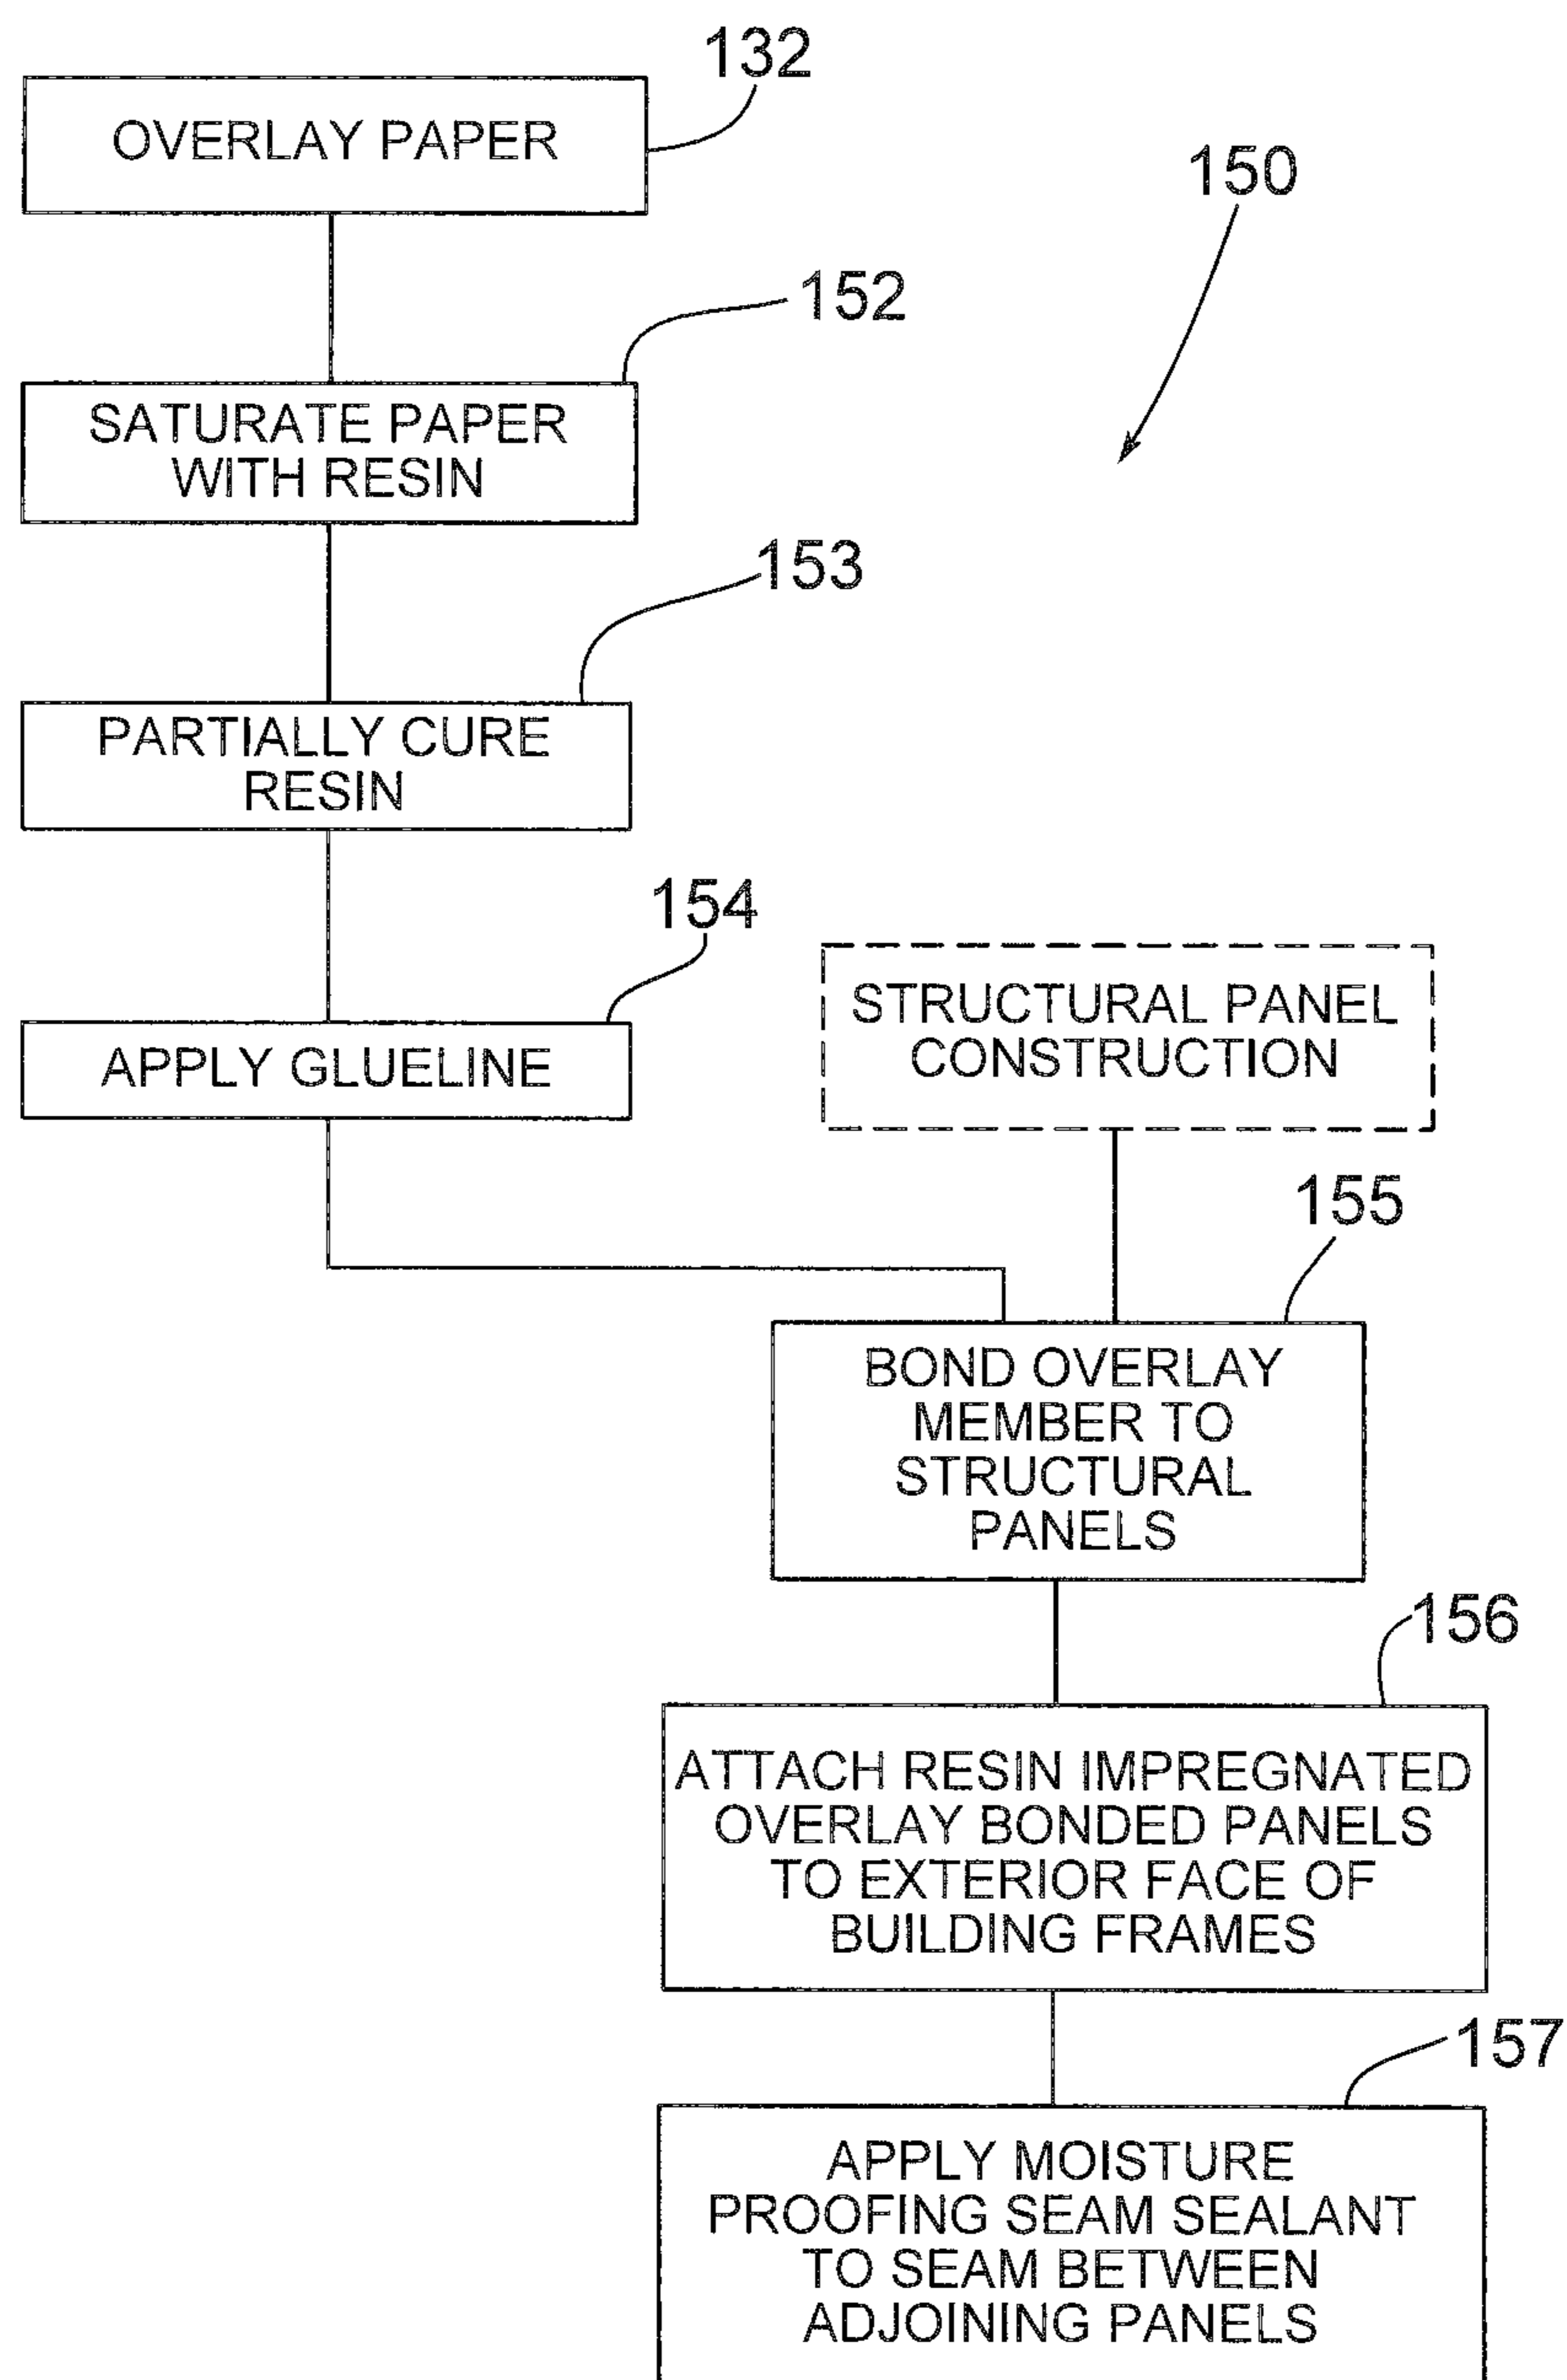 132
OVERLAY PAPER
150
152
SATURATE PAPER
WITH RESIN
153
PARTIALLY CURE
RESIN
154
APPLY GLUELINE
STRUCTURAL PANEL
CONSTRUCTION
155
BOND OVERLAY
MEMBER TO
STRUCTURAL
PANELS
156
ATTACH RESIN IMPREGNATED
OVERLAY BONDED PANELS
TO EXTERIOR FACE OF
BUILDING FRAMES
157
APPLY MOISTURE
PROOFING SEAM SEALANT
TO SEAM BETWEEN
ADJOINING PANELS